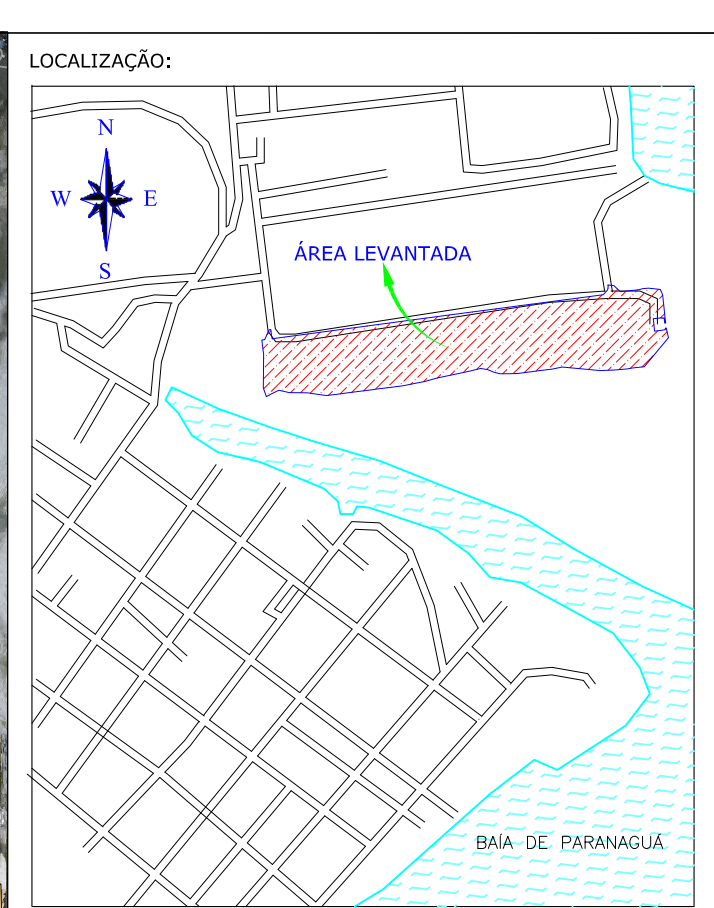 LOCALIZAÇÃO:
N
W E
S
ÁREA LEVANTADA
BAÍA DE PARANAGUÁ